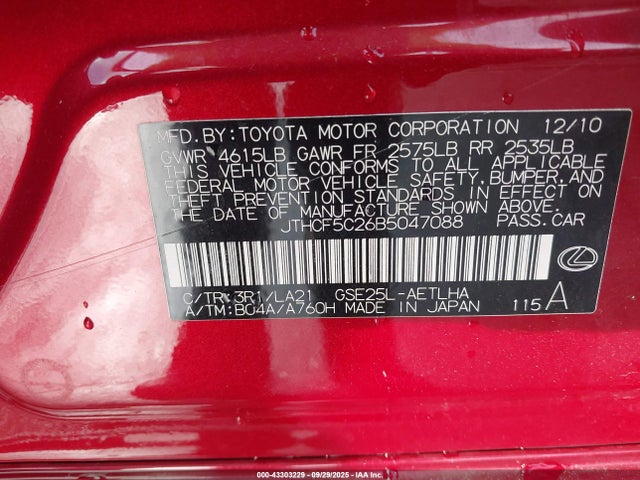 MFD. BY: TOYOTA MOTOR CORPORATION 12/10
GVWR 4615LB GAWR FR 2575LB RR 2535LB
THIS VEHICLE CONFORMS TO ALL APPLICABLE
FEDERAL MOTOR VEHICLE SAFETY, BUMPER, AND
THEFT PREVENTION STANDARDS IN EFFECT ON
THE DATE OF MANUFACTURE SHOWN ABOVE.
JTHCF5C26B5047088 PASS. CAR
C/TR: 3R1/LA21 GSE25L-AETLHA
A/TM: B04A/A760H MADE IN JAPAN 115 A
000-43303229 - 09/29/2025 - IAA Inc.